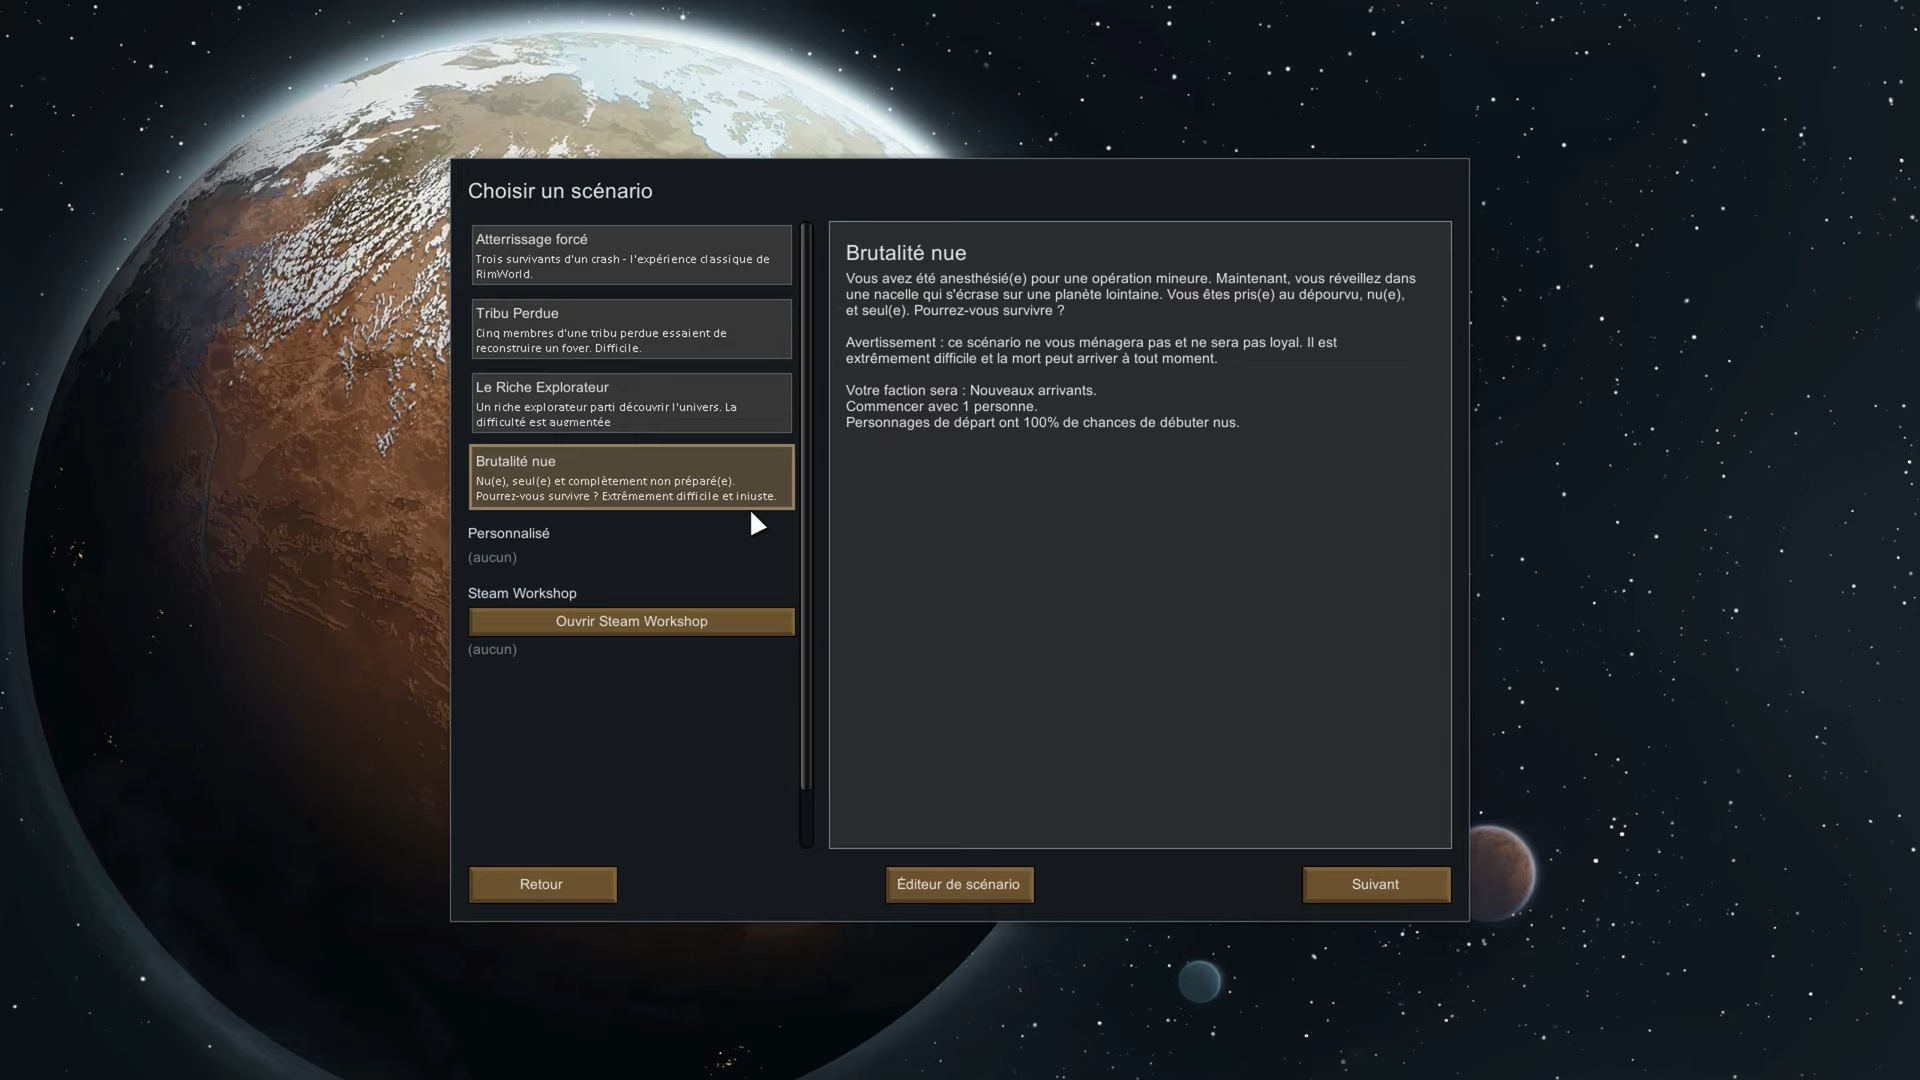 Choisir un scénario
Atterrissage forcé
Trois survivants d'un crash - l'expérience classique de
RimWorld.
Tribu Perdue
Cinq membres d'une tribu perdue essaient de
reconstruire un foyer. Difficile.
Le Riche Explorateur
Un riche explorateur parti découvrir l'univers. La
difficulté est augmentée
Brutalité nue
Nu(e), seul(e) et complètement non préparé(e).
Pourrez-vous survivre ? Extrêmement difficile et injuste.
Personnalisé
(aucun)
Steam Workshop
Ouvrir Steam Workshop
(aucun)
Brutalité nue
Vous avez été anesthésié(e) pour une opération mineure. Maintenant, vous réveillez dans
une nacelle qui s'écrase sur une planète lointaine. Vous êtes pris(e) au dépourvu, nu(e),
et seul(e). Pourrez-vous survivre ?
Avertissement : ce scénario ne vous ménagera pas et ne sera pas loyal. Il est
extrêmement difficile et la mort peut arriver à tout moment.
Votre faction sera : Nouveaux arrivants.
Commencer avec 1 personne.
Personnages de départ ont 100% de chances de débuter nus.
Retour
Éditeur de scénario
Suivant